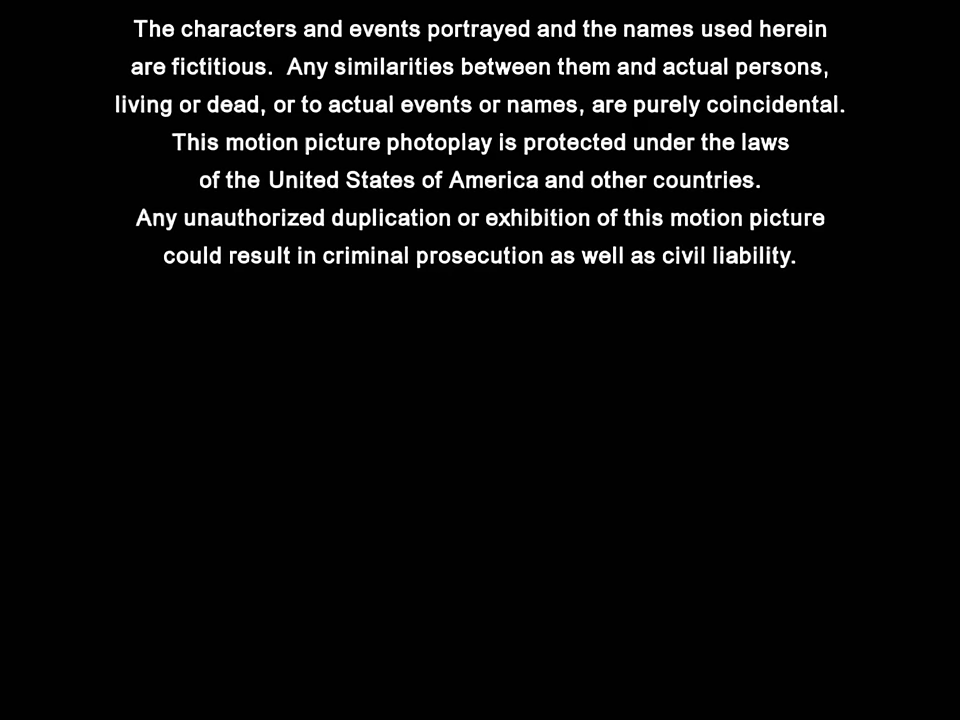 The characters and events portrayed and the names used herein
are fictitious.  Any similarities between them and actual persons,
living or dead, or to actual events or names, are purely coincidental.
This motion picture photoplay is protected under the laws
of the United States of America and other countries.
Any unauthorized duplication or exhibition of this motion picture
could result in criminal prosecution as well as civil liability.